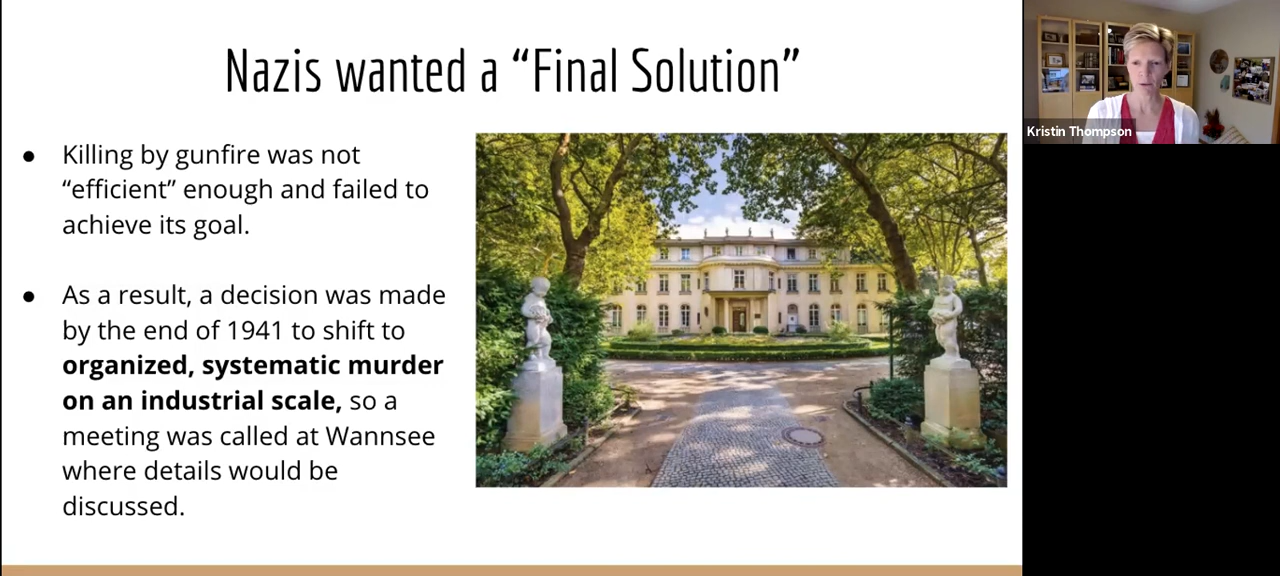 Nazis wanted a “Final Solution”
● Killing by gunfire was not
“efficient” enough and failed to
achieve its goal.
● As a result, a decision was made
by the end of 1941 to shift to
organized, systematic murder
on an industrial scale, so a
meeting was called at Wannsee
where details would be
discussed.
Kristin Thompson